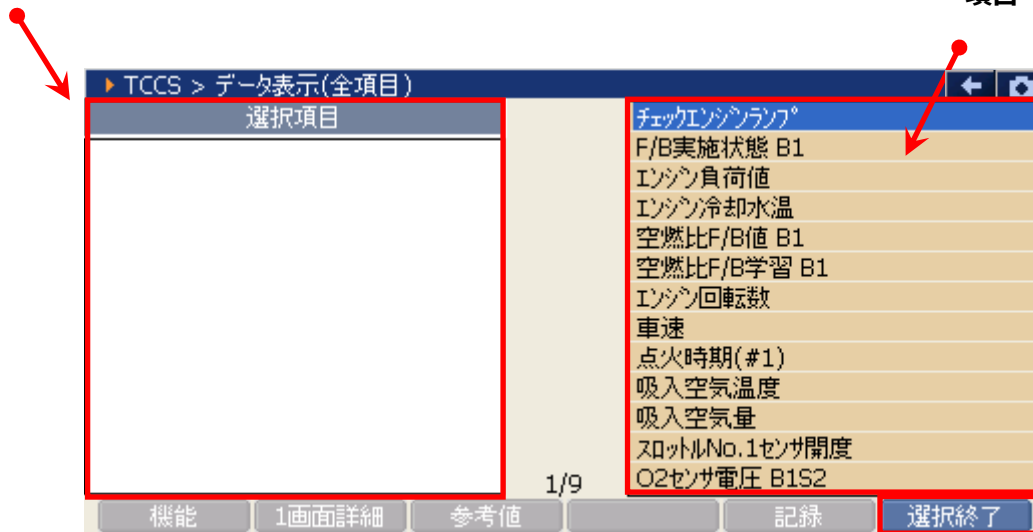 項目
TCCS > データ表示(全項目)
選択項目
ﾁｪｯｸｴﾝｼﾞﾝﾗﾝﾌﾟ
F/B実施状態 B1
ｴﾝｼﾞﾝ負荷値
ｴﾝｼﾞﾝ冷却水温
空燃比F/B値 B1
空燃比F/B学習 B1
ｴﾝｼﾞﾝ回転数
車速
点火時期(#1)
吸入空気温度
吸入空気量
ｽﾛｯﾄﾙNo.1ｾﾝｻ開度
O2ｾﾝｻ電圧 B1S2
1/9
機能
1画面詳細
参考値
記録
選択終了